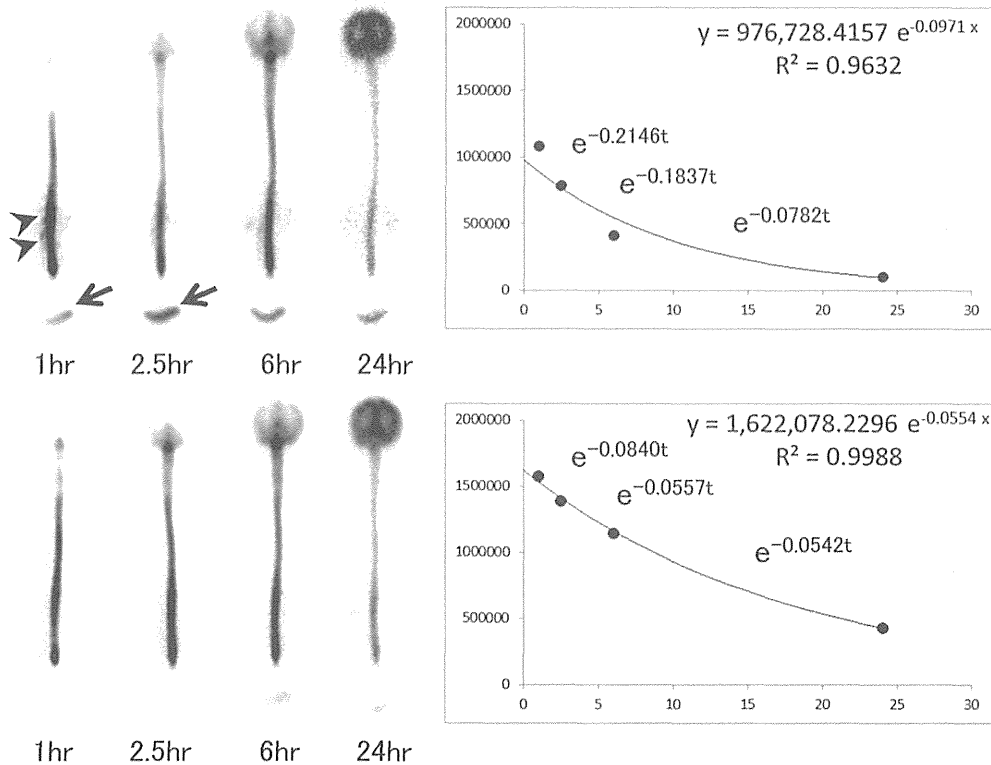 1hr 2.5hr 6hr 24hr
2000000
1500000
1000000
500000
0
0 5 10 15 20 25 30
y = 976,728.4157 e^-0.0971 x
R² = 0.9632
e^-0.2146t
e^-0.1837t
e^-0.0782t
1hr 2.5hr 6hr 24hr
2000000
1500000
1000000
500000
0
0 5 10 15 20 25 30
y = 1,622,078.2296 e^-0.0554 x
R² = 0.9988
e^-0.0840t
e^-0.0557t
e^-0.0542t